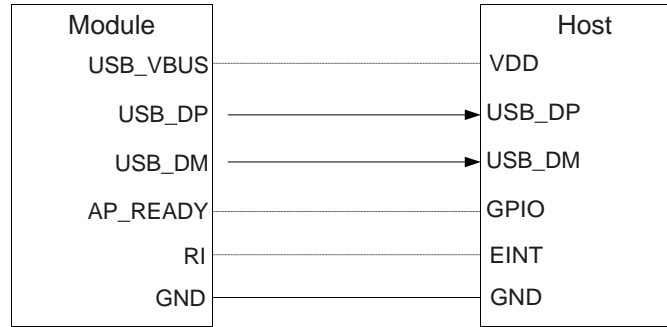 Module Host
USB_VBUS VDD
USB_DP USB_DP
USB_DM USB_DM
AP_READY GPIO
RI EINT
GND GND